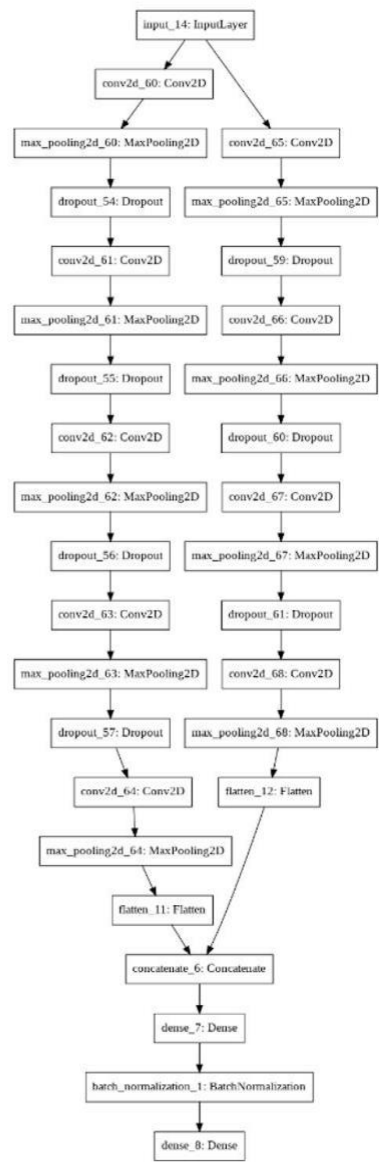 input_14: InputLayer
conv2d_60: Conv2D
max_pooling2d_60: MaxPooling2D
conv2d_65: Conv2D
dropout_54: Dropout
max_pooling2d_65: MaxPooling2D
conv2d_61: Conv2D
dropout_59: Dropout
max_pooling2d_61: MaxPooling2D
conv2d_66: Conv2D
dropout_55: Dropout
max_pooling2d_66: MaxPooling2D
conv2d_62: Conv2D
dropout_60: Dropout
max_pooling2d_62: MaxPooling2D
conv2d_67: Conv2D
dropout_56: Dropout
max_pooling2d_67: MaxPooling2D
conv2d_63: Conv2D
dropout_61: Dropout
max_pooling2d_63: MaxPooling2D
conv2d_68: Conv2D
dropout_57: Dropout
max_pooling2d_68: MaxPooling2D
conv2d_64: Conv2D
flatten_12: Flatten
max_pooling2d_64: MaxPooling2D
flatten_11: Flatten
concatenate_6: Concatenate
dense_7: Dense
batch_normalization_1: BatchNormalization
dense_8: Dense